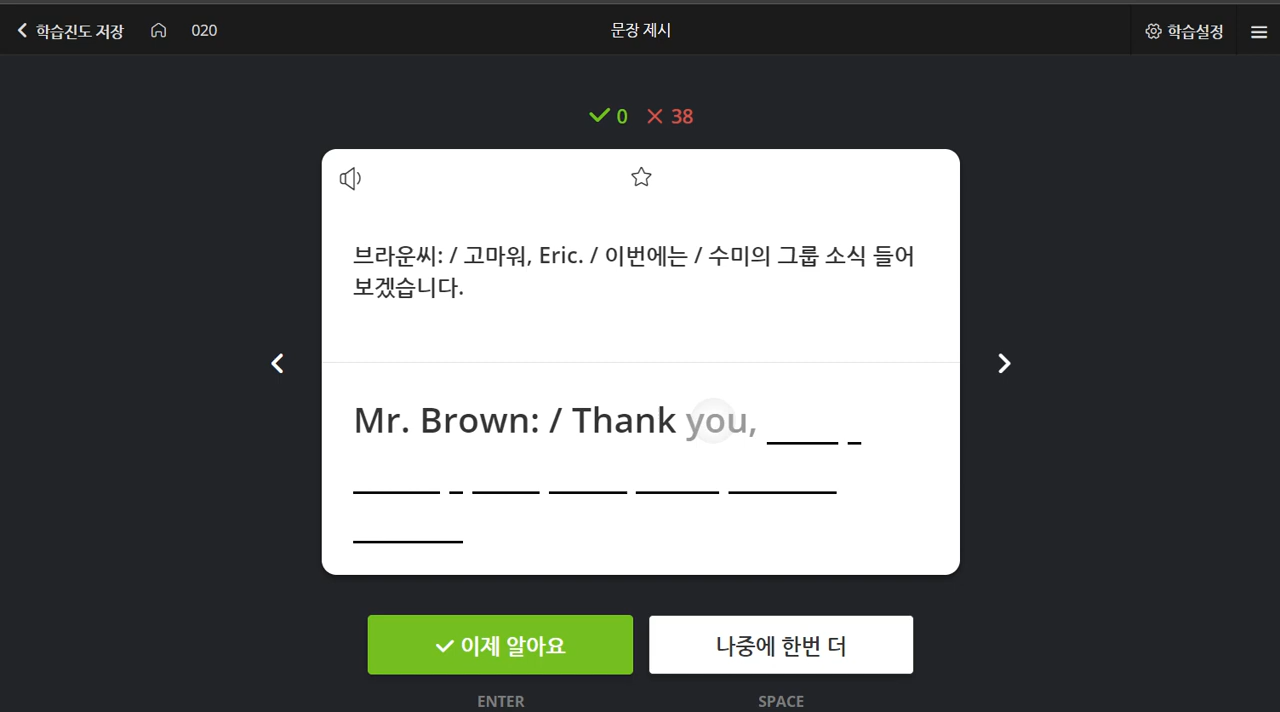 학습진도 저장 020 문장 제시 학습설정
0 38
브라운씨: / 고마워, Eric. / 이번에는 / 수미의 그룹 소식 들어
보겠습니다.
Mr. Brown: / Thank you,
이제 알아요 나중에 한번 더
ENTER SPACE